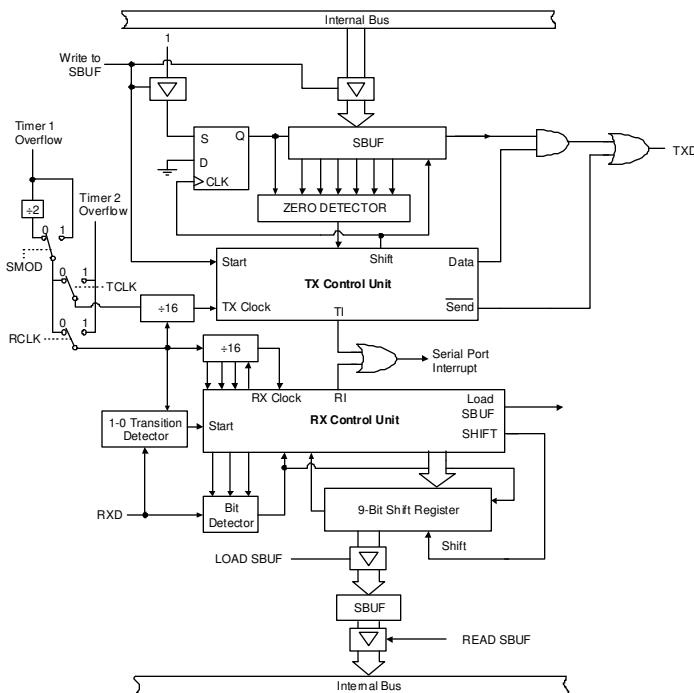 Internal Bus
1
Write to
SBUF
Timer 1
Overflow
S
Q
D
CLK
SBUF
TXD
Timer 2
Overflow
÷2
ZERO DETECTOR
0
1
SMOD
Start
Shift
Data
TX Control Unit
0
1
TCLK
÷16
TX Clock
TI
Send
0
1
RCLK
÷16
Serial Port
Interrupt
RX Clock
RI
Load
SBUF
1-0 Transition
Detector
Start
RX Control Unit
SHIFT
RXD
Bit
Detector
9-Bit Shift Register
Shift
LOAD SBUF
SBUF
READ SBUF
Internal Bus